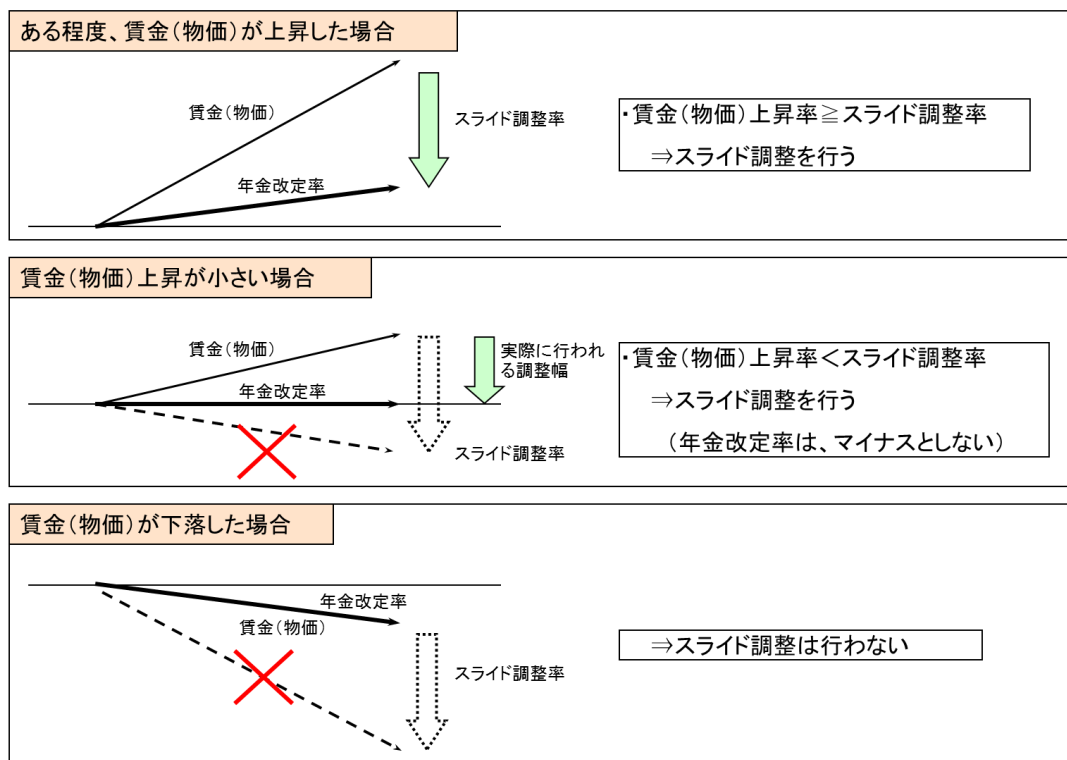 ある程度、賃金(物価)が上昇した場合
賃金(物価)
スライド調整率
年金改定率
・賃金(物価)上昇率≧スライド調整率
⇒スライド調整を行う
賃金(物価)上昇が小さい場合
賃金(物価)
年金改定率
実際に行われ
る調整幅
スライド調整率
・賃金(物価)上昇率<スライド調整率
⇒スライド調整を行う
(年金改定率は、マイナスとしない)
賃金(物価)が下落した場合
年金改定率
賃金(物価)
スライド調整率
⇒スライド調整は行わない